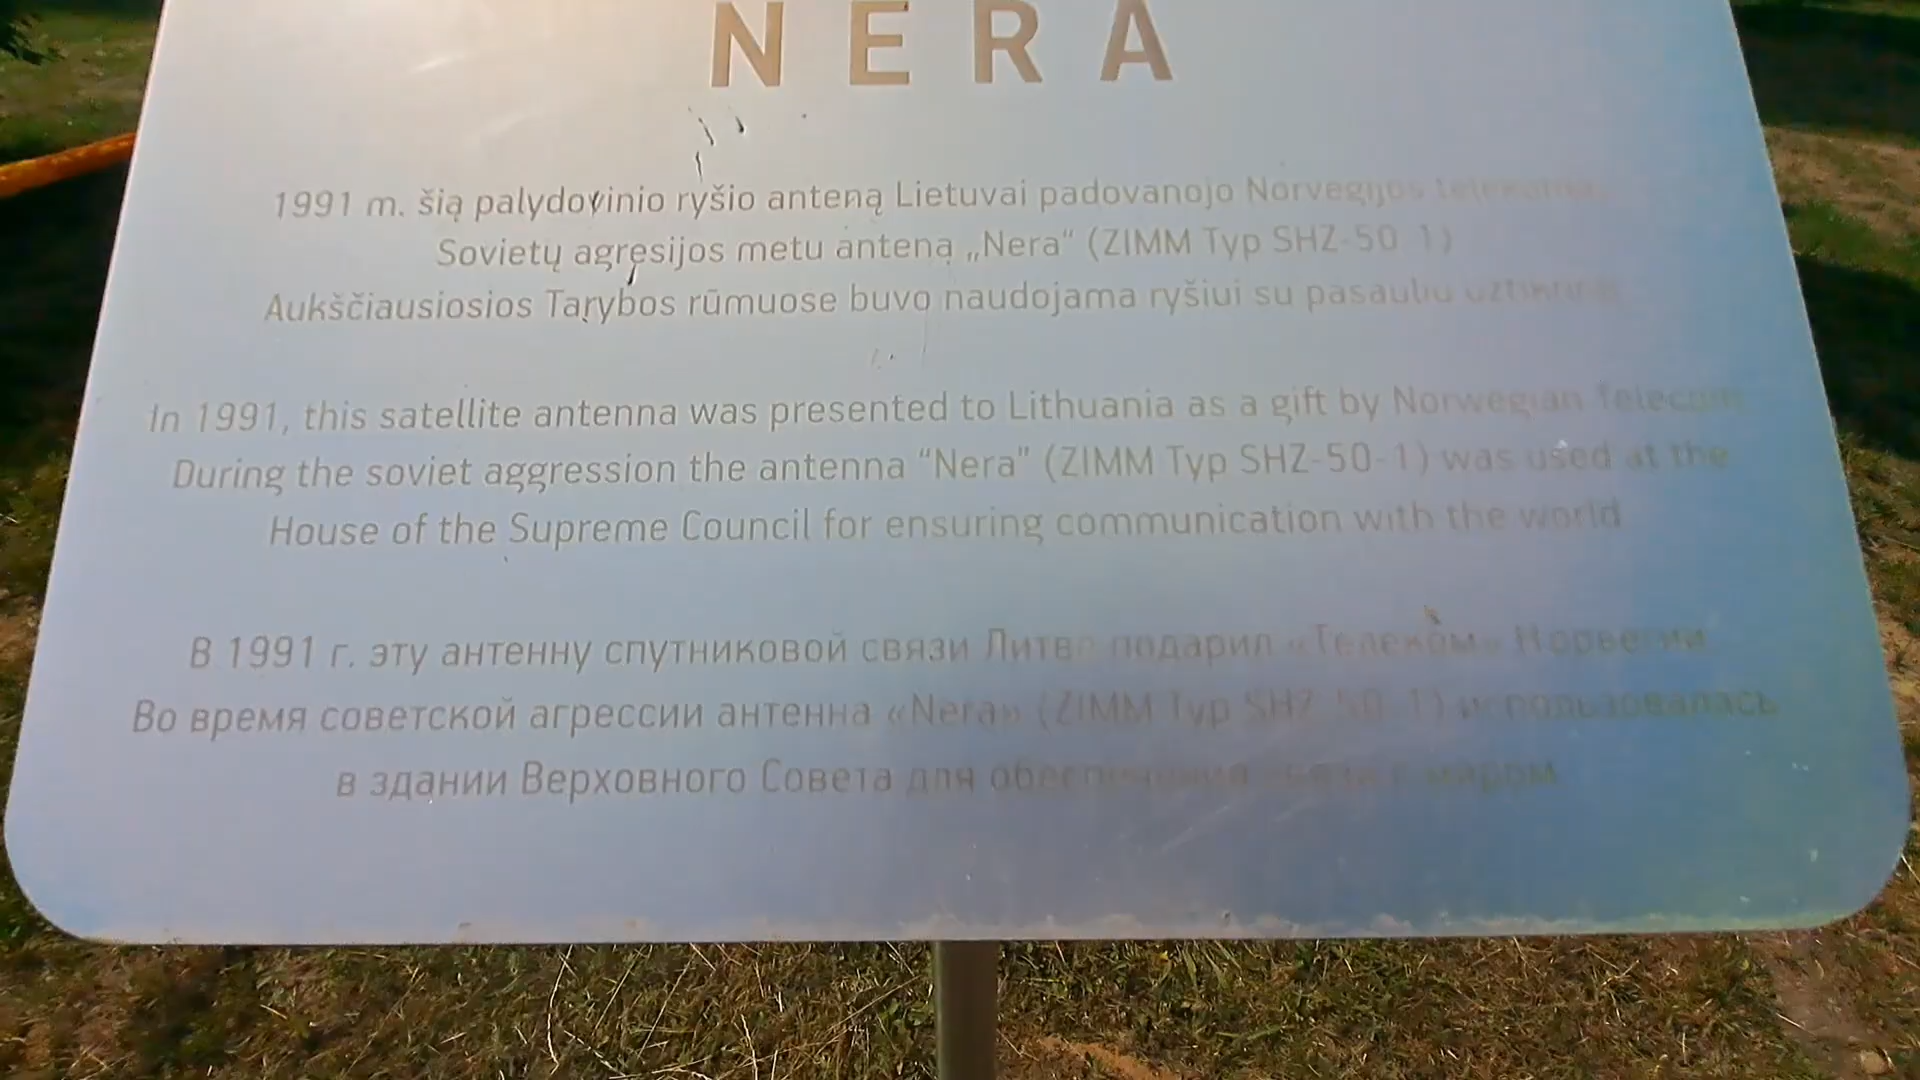 NERA
1991 m. šią palydovinio ryšio anteną Lietuvai padovanojo Norvegijos
Sovietų agresijos metu anteną „Nera“ (ZIMM Typ SHZ-50-1)
Aukščiausiosios Tarybos rūmuose buvo naudojama ryšiui su pasauliu
In 1991, this satellite antenna was presented to Lithuania as a gift by Norwegian Telecom
During the soviet aggression the antenna “Nera” (ZIMM Typ SHZ-50-1) was used at the
House of the Supreme Council for ensuring communication with the world
В 1991 г. эту антенну спутниковой связи Литве подарил «Телеком» Норвегии
Во время советской агрессии антенна «Nera» (ZIMM Typ SHZ-50-1) использовалась
в здании Верховного Совета для обеспечения связи с миром